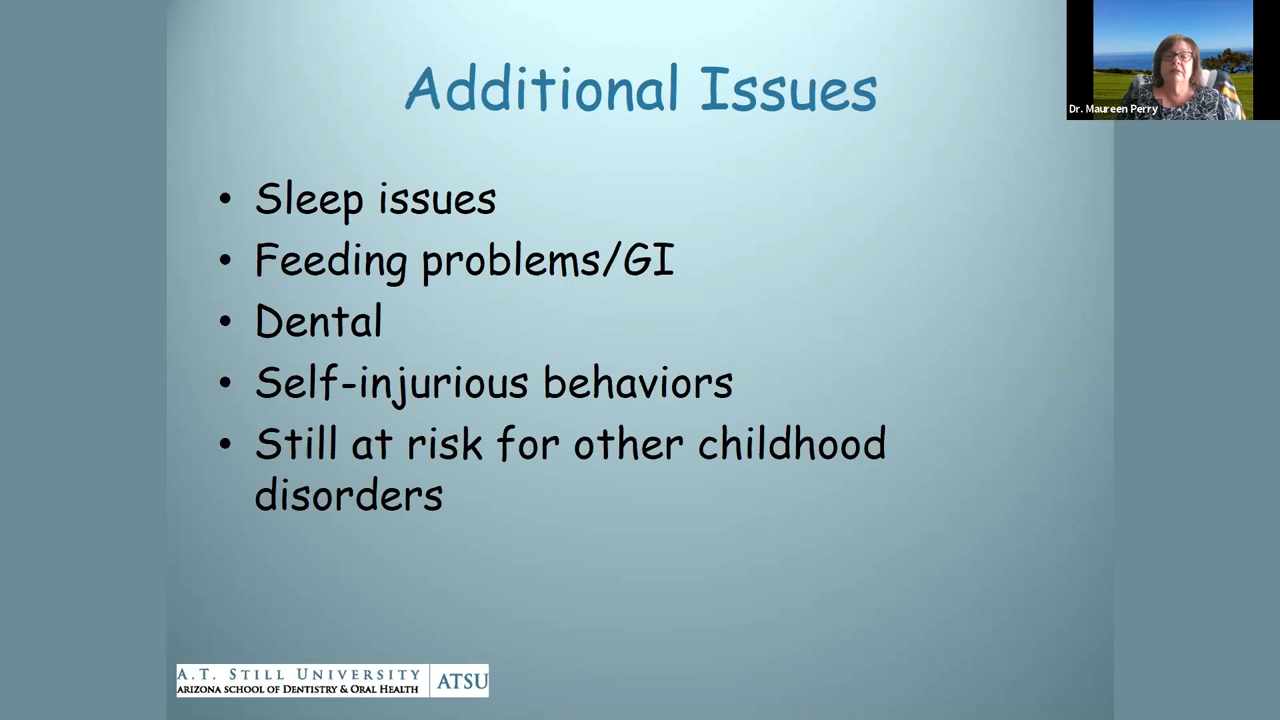 Additional Issues
Dr. Maureen Perry
• Sleep issues
• Feeding problems/GI
• Dental
• Self-injurious behaviors
• Still at risk for other childhood
disorders
A.T. STILL UNIVERSITY
ARIZONA SCHOOL OF DENTISTRY & ORAL HEALTH
ATSU